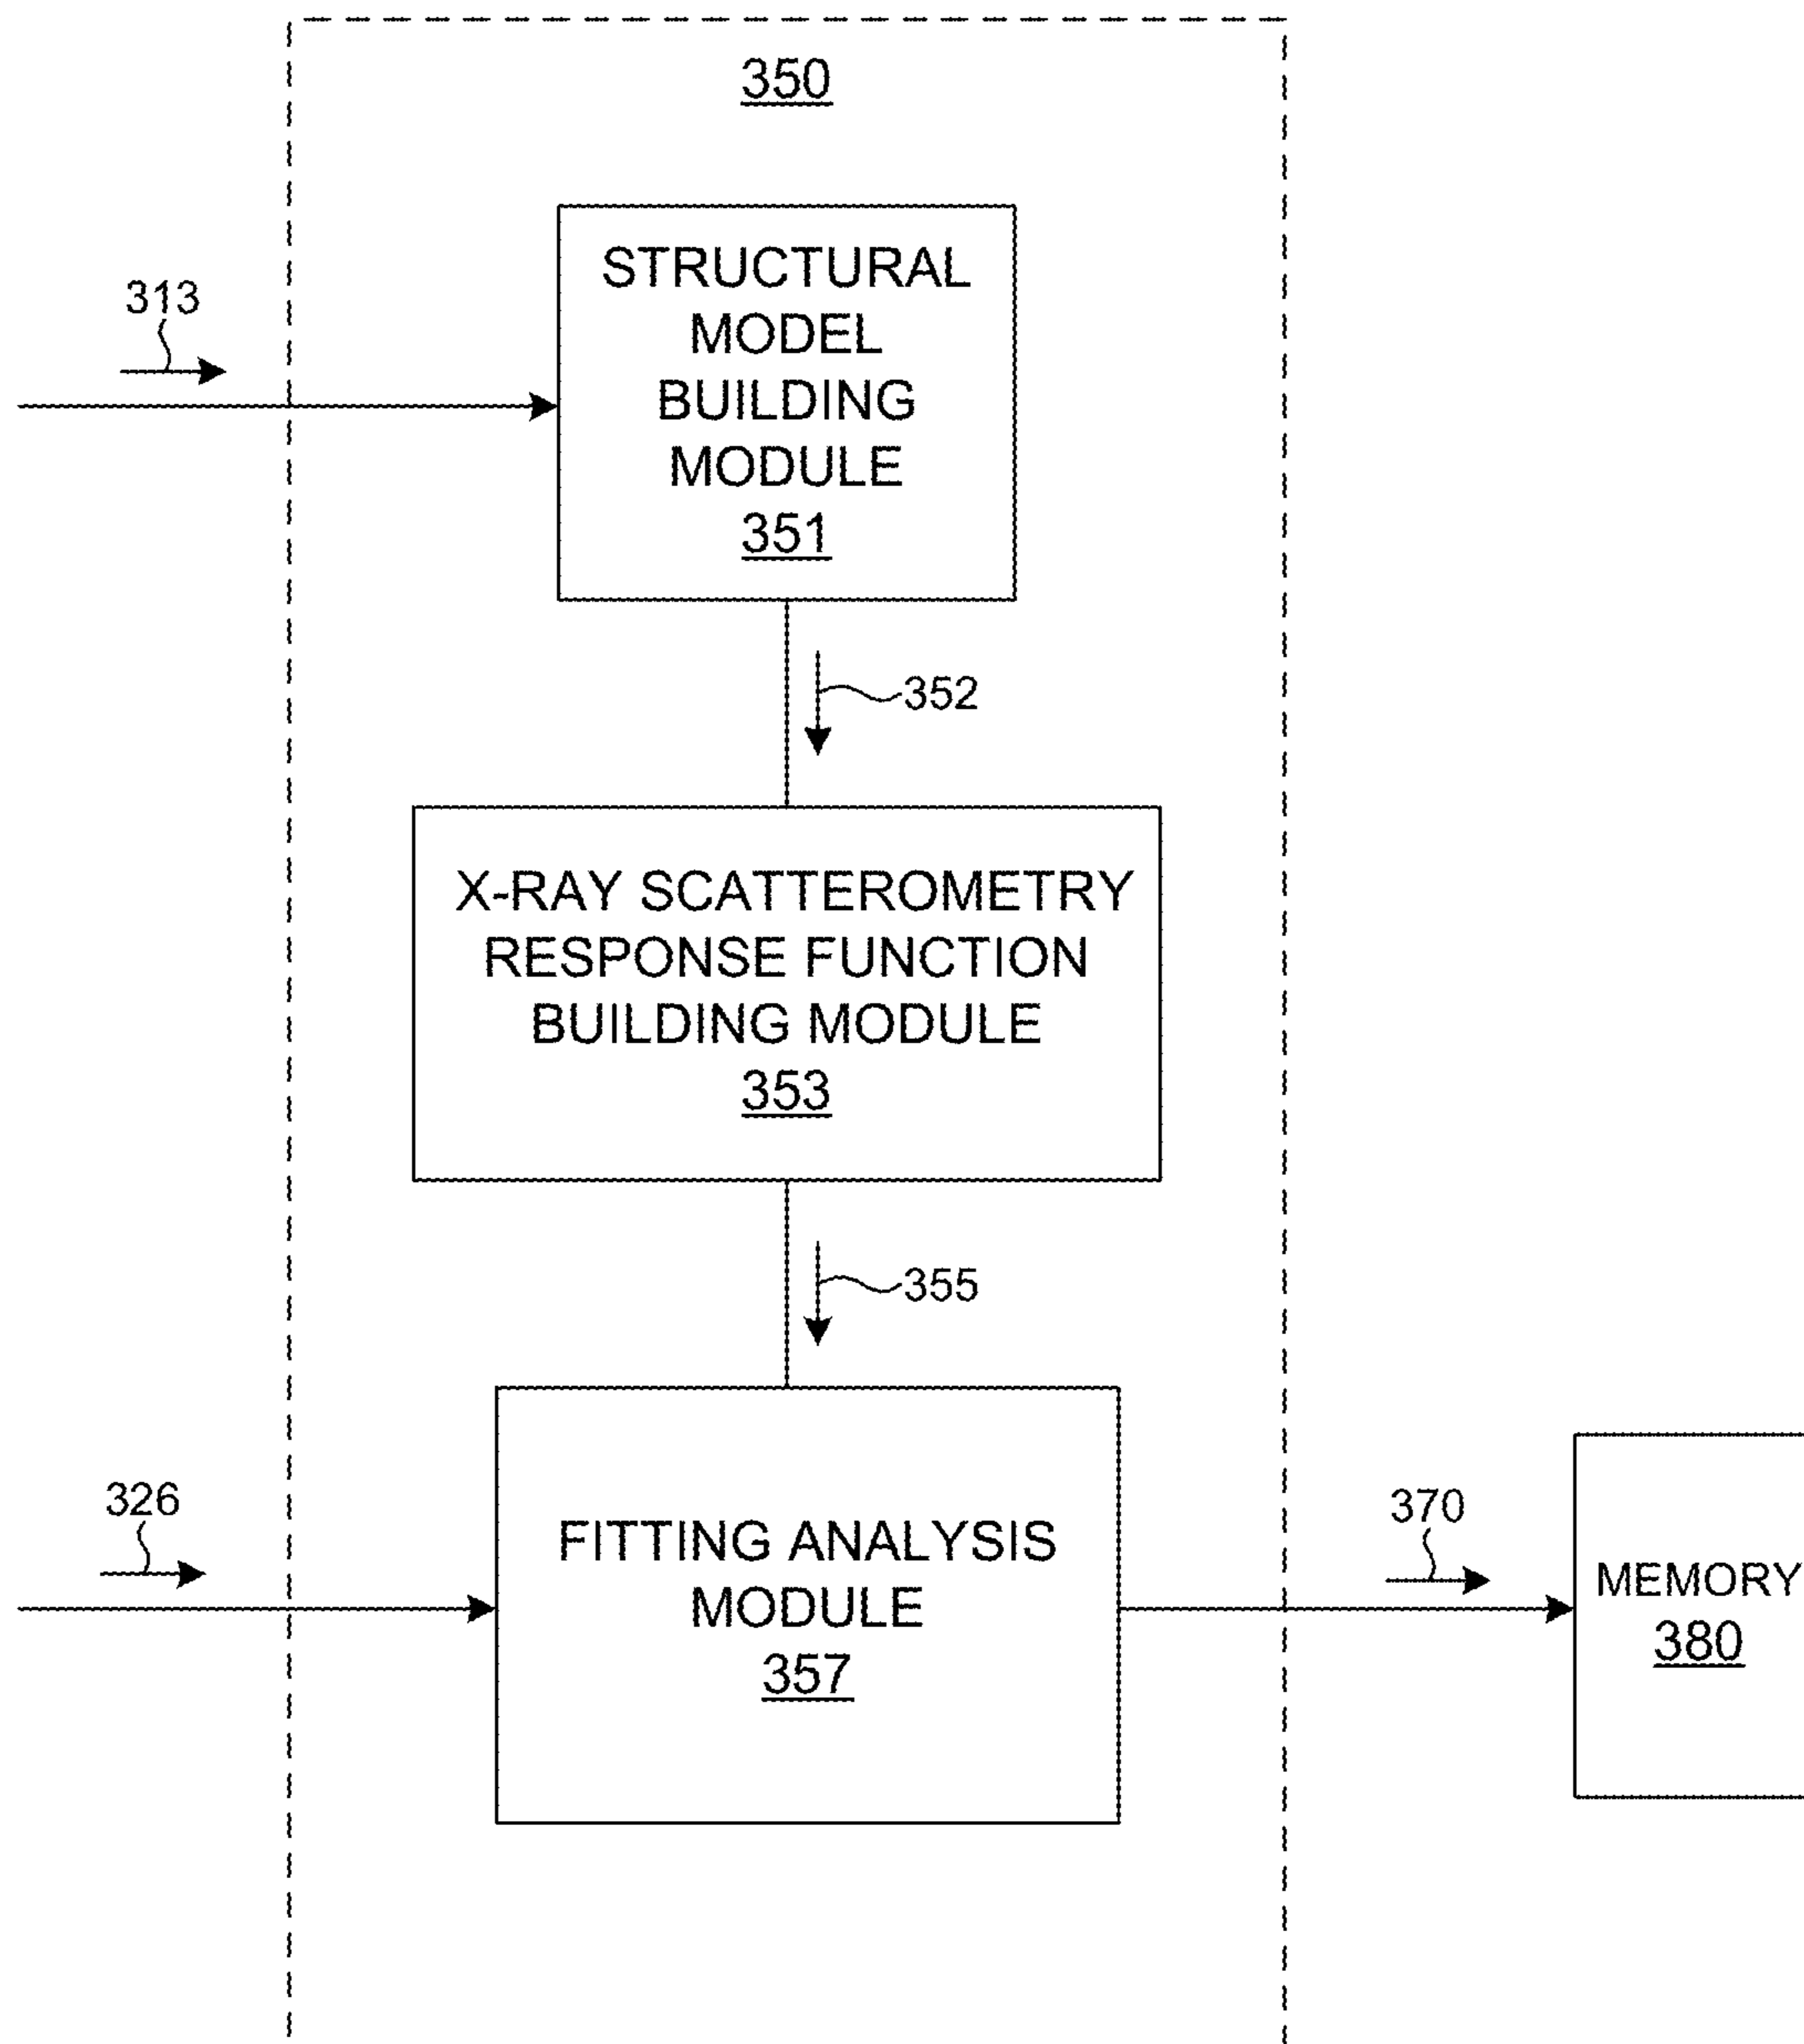 350
STRUCTURAL
MODEL
BUILDING
MODULE
351
313
352
X-RAY SCATTEROMETRY
RESPONSE FUNCTION
BUILDING MODULE
353
355
326
FITTING ANALYSIS
MODULE
357
370
MEMORY
380